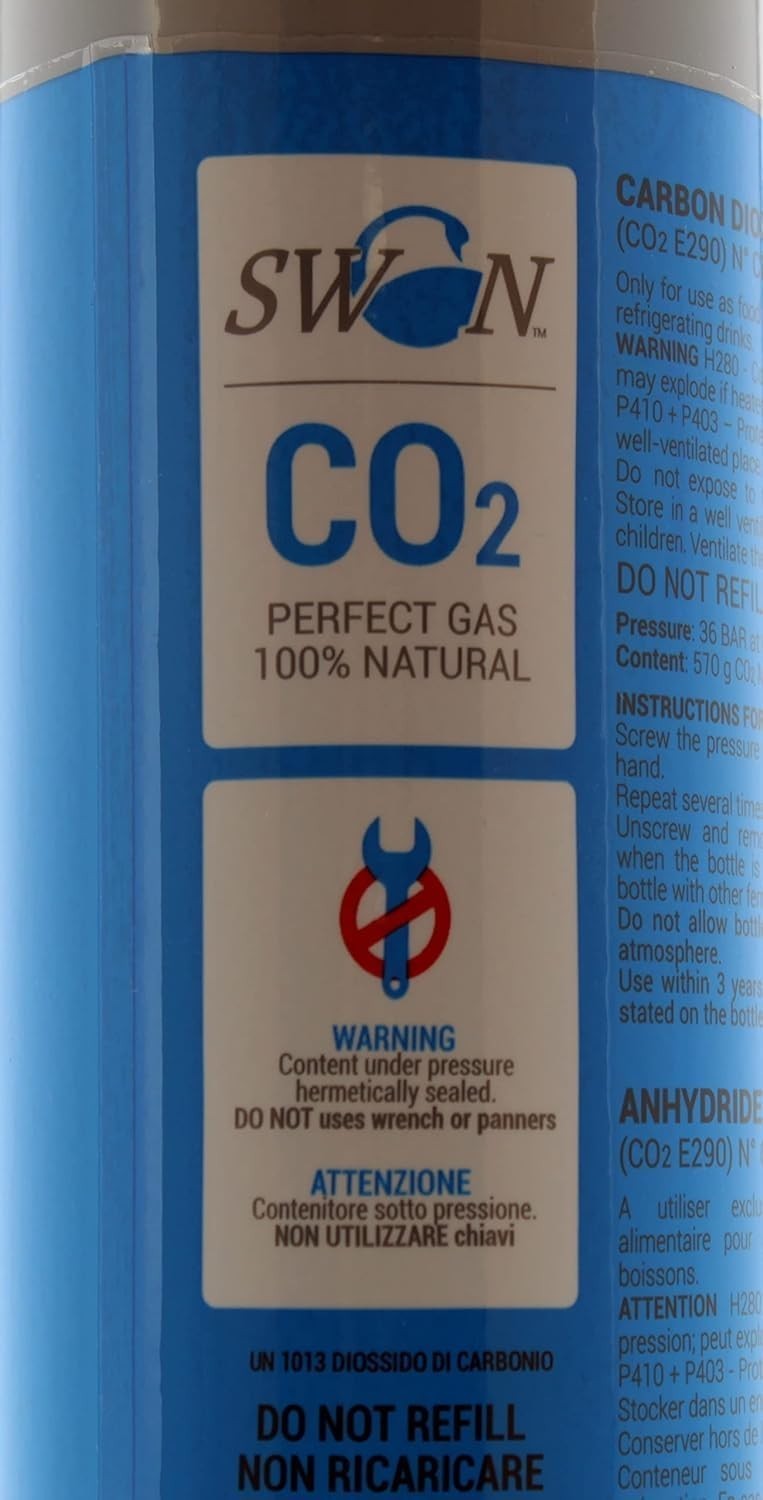 SWAN™
CO2
PERFECT GAS
100% NATURAL
WARNING
Content under pressure
hermetically sealed.
DO NOT uses wrench or panners
ATTENZIONE
Contenitore sotto pressione.
NON UTILIZZARE chiavi
UN 1013 DIOSSIDO DI CARBONIO
DO NOT REFILL
NON RICARICARE
CARBON
(CO2 E290) N°
Only for use as food
refrigerating drinks
WARNING H280 -
may explode if heated
P410 + P403 –
well-ventilated place
Do not expose to
Store in a well
children. Ventilate
DO NOT
Pressure: 36 BAR at
Content: 570 g CO2
INSTRUCTIONS FOR
Screw the pressure
hand.
Repeat several
Unscrew and
when the bottle is
bottle with other
Do not allow
atmosphere.
Use within 3 years
stated on the bottle
ANHYDRIDE
(CO2 E290) N°
A utiliser
alimentaire pour
boissons.
ATTENTION H280
pression; peut
P410 + P403 -
Stocker dans un
Conserver hors de
Conteneur sous